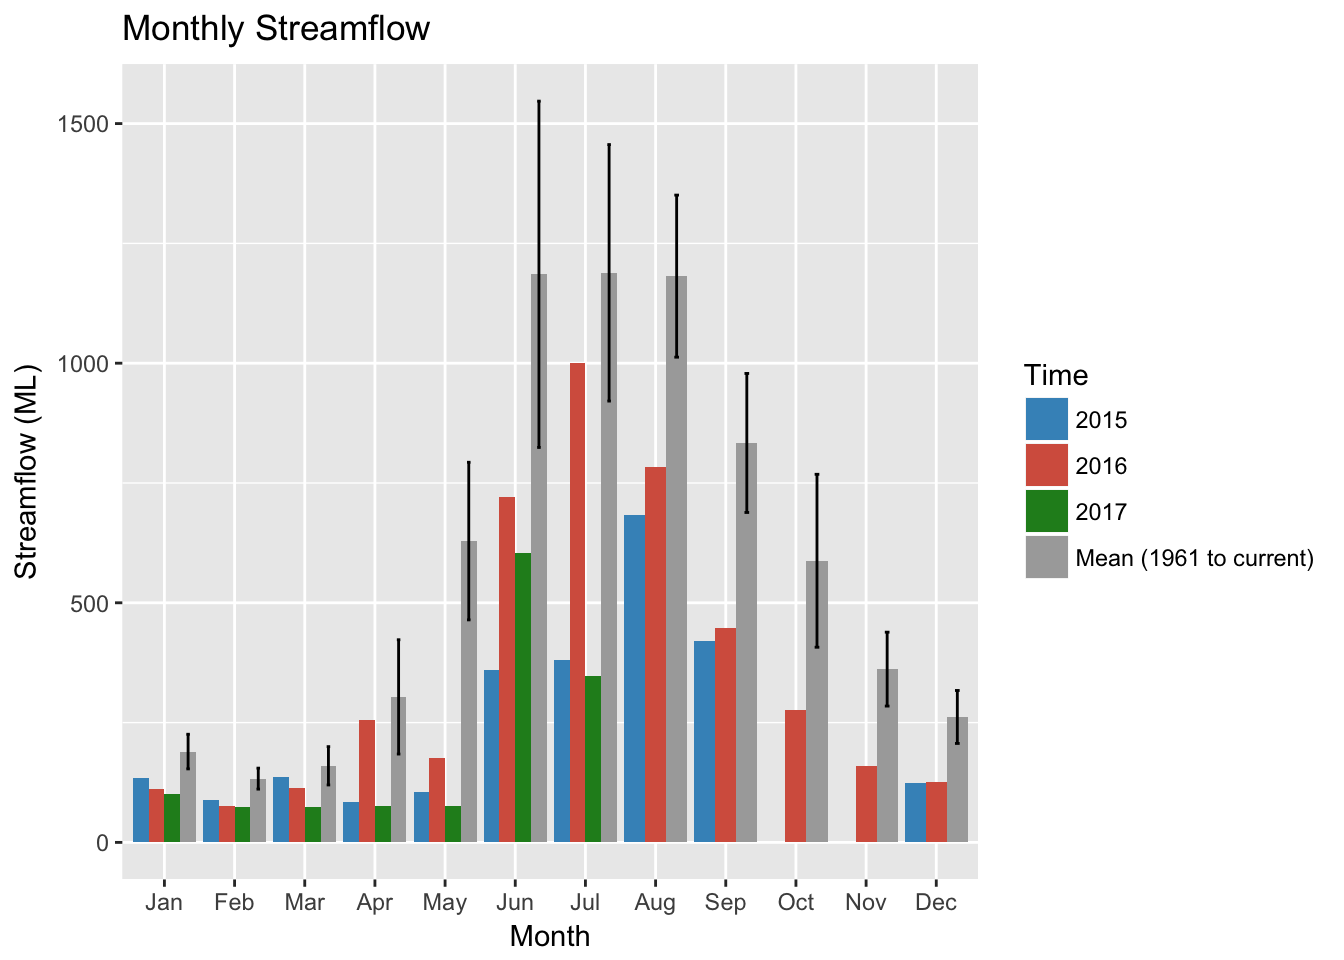 Monthly Streamflow
Streamflow (ML)
1500
1000
500
0
Jan Feb Mar Apr May Jun Jul Aug Sep Oct Nov Dec
Month
Time
2015
2016
2017
Mean (1961 to current)